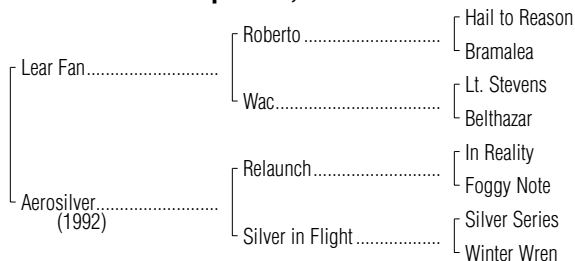 Hail to Reason
Roberto
Bramalea
Lear Fan
Lt. Stevens
Wac
Belthazar
In Reality
Relaunch
Foggy Note
Aerosilver
(1992)
Silver Series
Silver in Flight
Winter Wren